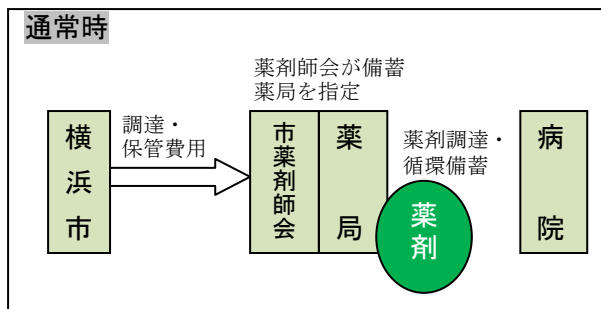 通常時
薬剤師会が備蓄
薬局を指定
横浜市
調達・
保管費用
市薬剤師会
薬局
薬剤調達・
循環備蓄
薬剤
病院